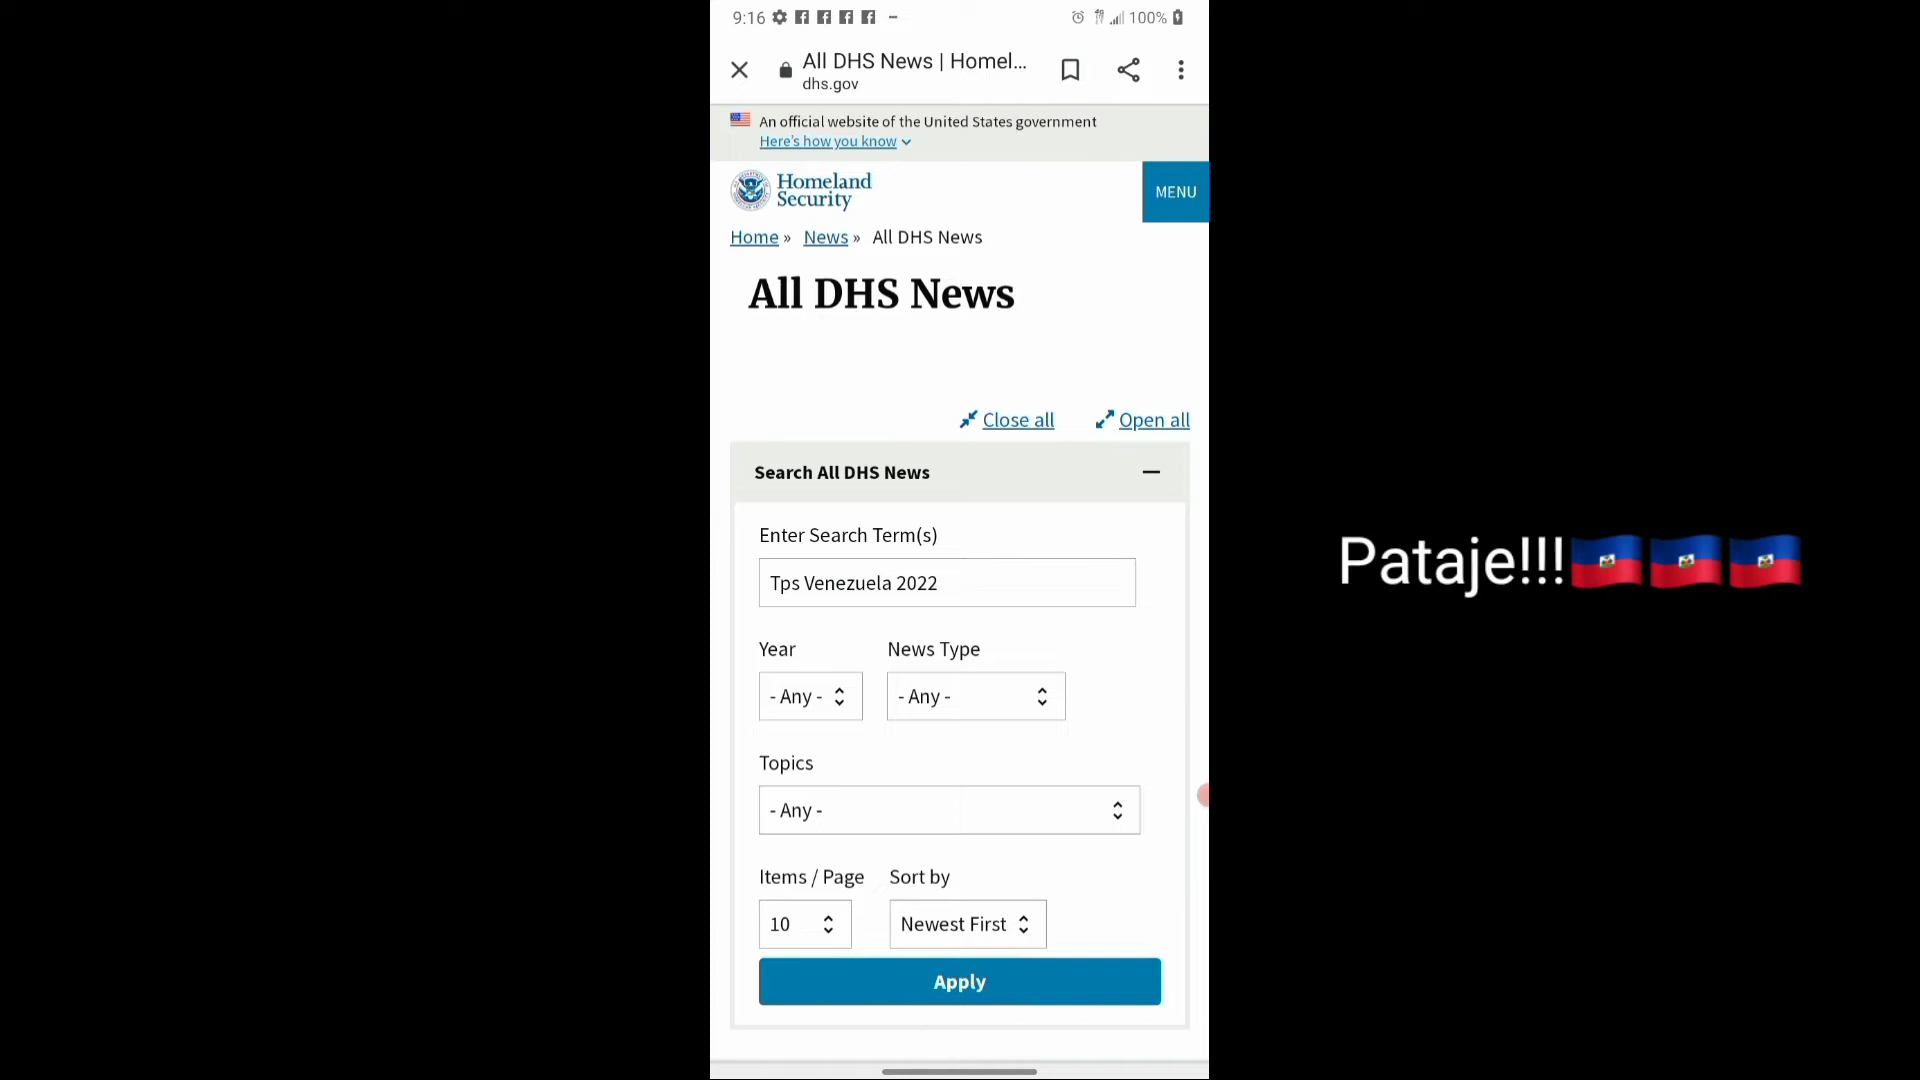 9:16
100%
All DHS News | Homel...
dhs.gov
An official website of the United States government
Here's how you know
Homeland
Security
MENU
Home » News » All DHS News
All DHS News
Close all
Open all
Search All DHS News
Enter Search Term(s)
Tps Venezuela 2022
Pataje!!!🇭🇹🇭🇹🇭🇹
Year
News Type
- Any -
- Any -
Topics
- Any -
Items / Page
Sort by
10
Newest First
Apply